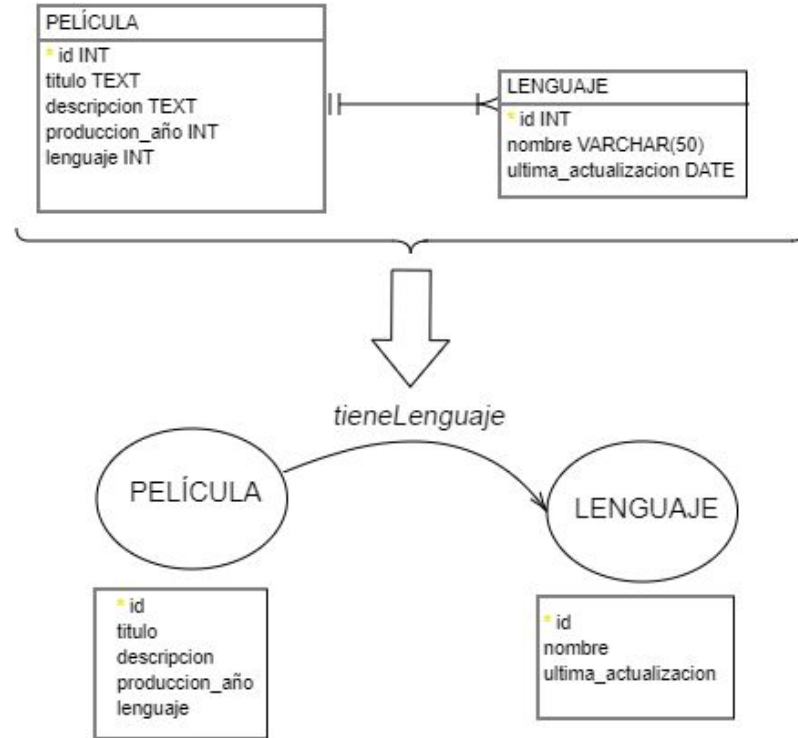 PELÍCULA
* id INT
titulo TEXT
descripcion TEXT
produccion_año INT
lenguaje INT
LENGUAJE
* id INT
nombre VARCHAR(50)
ultima_actualizacion DATE
tieneLenguaje
PELÍCULA
LENGUAJE
* id
titulo
descripcion
produccion_año
lenguaje
* id
nombre
ultima_actualizacion